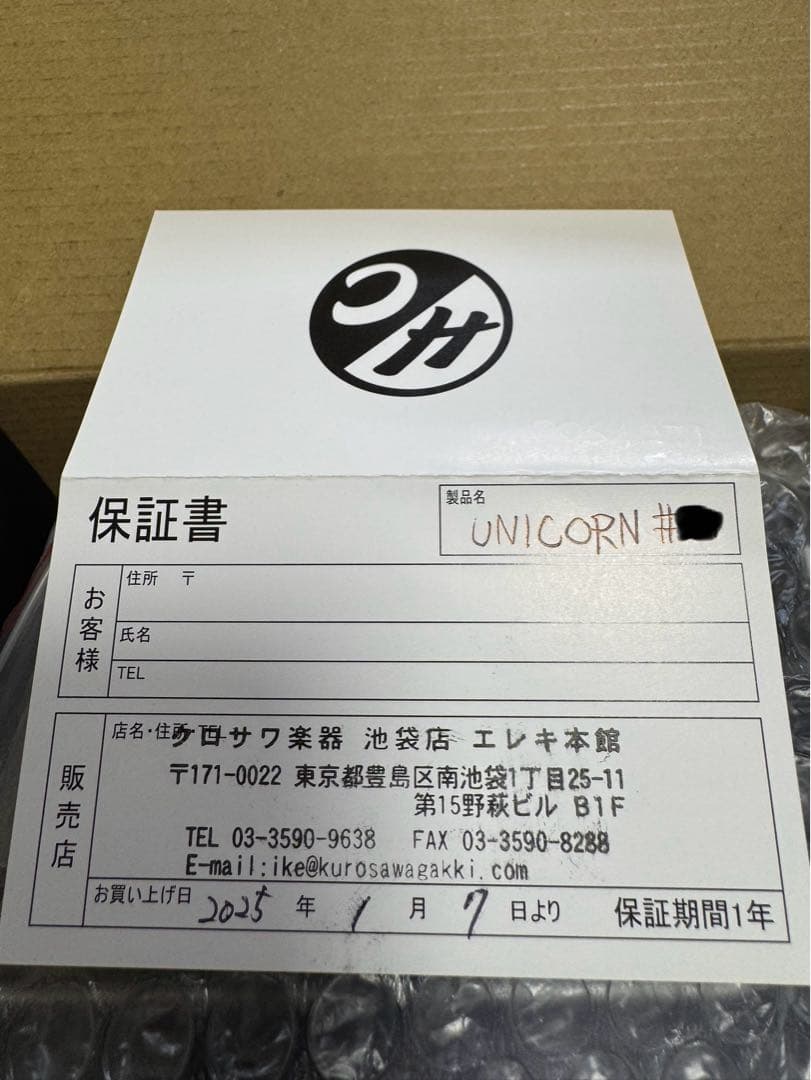 保証書
製品名
UNICORN #
お客様
住所 〒
氏名
TEL
販売店
店名・住所・TEL
クロサワ楽器 池袋店 エレキ本館
〒171-0022 東京都豊島区南池袋1丁目25-11
第15野萩ビル B1F
TEL 03-3590-9638 FAX 03-3590-8288
E-mail:ike@kurosawagakki.com
お買い上げ日 2025 年 1 月 7 日より 保証期間1年